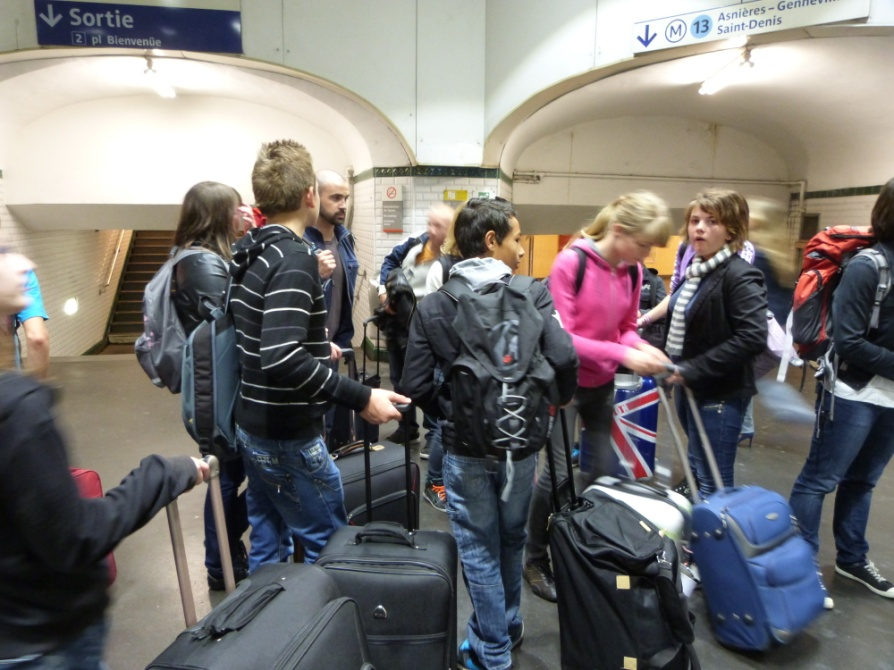 Sortie
2 pl Bienvenüe
M 13 Asnières – Gennevi
Saint-Denis